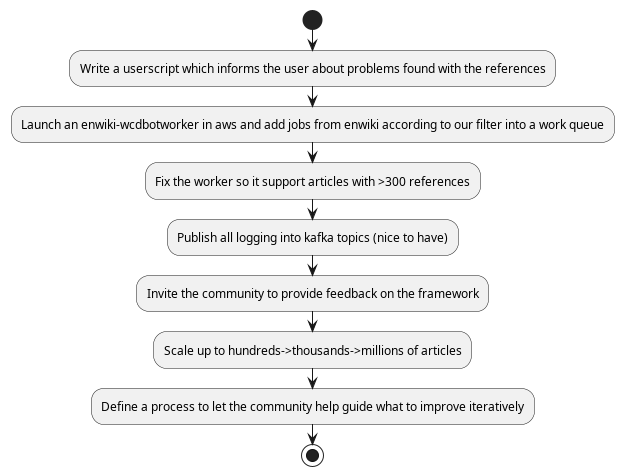 Write a userscript which informs the user about problems found with the references
Launch an enwiki-wcdbotworker in aws and add jobs from enwiki according to our filter into a work queue
Fix the worker so it support articles with >300 references
Publish all logging into kafka topics (nice to have)
Invite the community to provide feedback on the framework
Scale up to hundreds->thousands->millions of articles
Define a process to let the community help guide what to improve iteratively